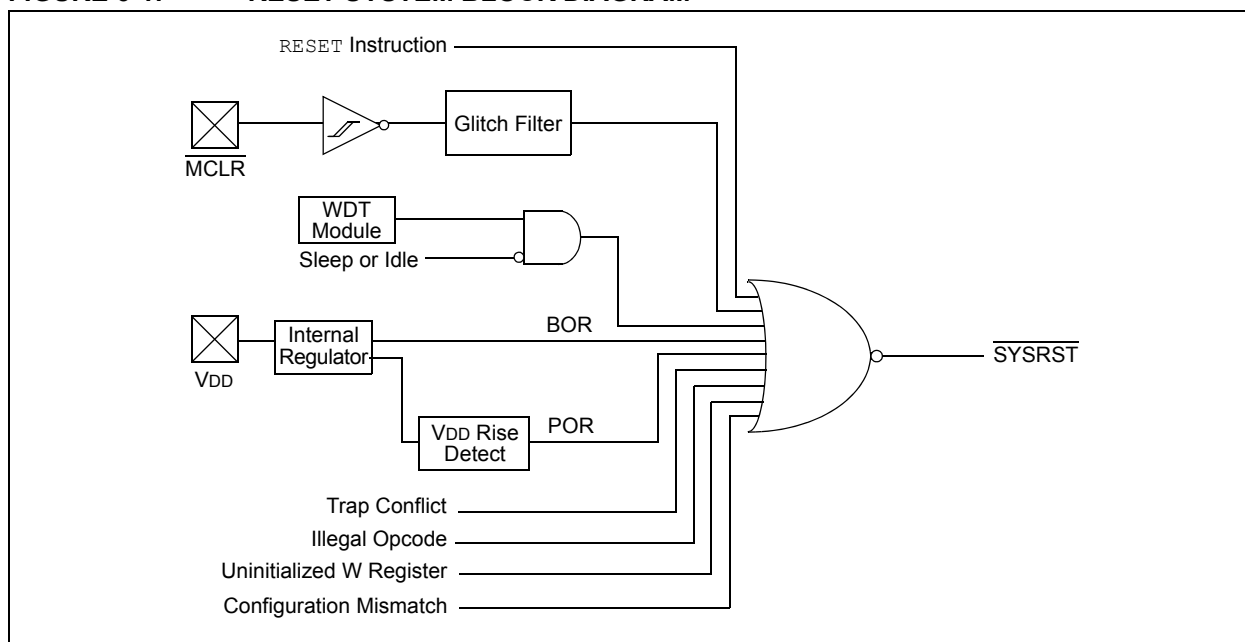 RESET Instruction
MCLR
Glitch Filter
WDT
Module
Sleep or Idle
VDD
Internal
Regulator
BOR
VDD Rise
Detect
POR
SYSRST
Trap Conflict
Illegal Opcode
Uninitialized W Register
Configuration Mismatch